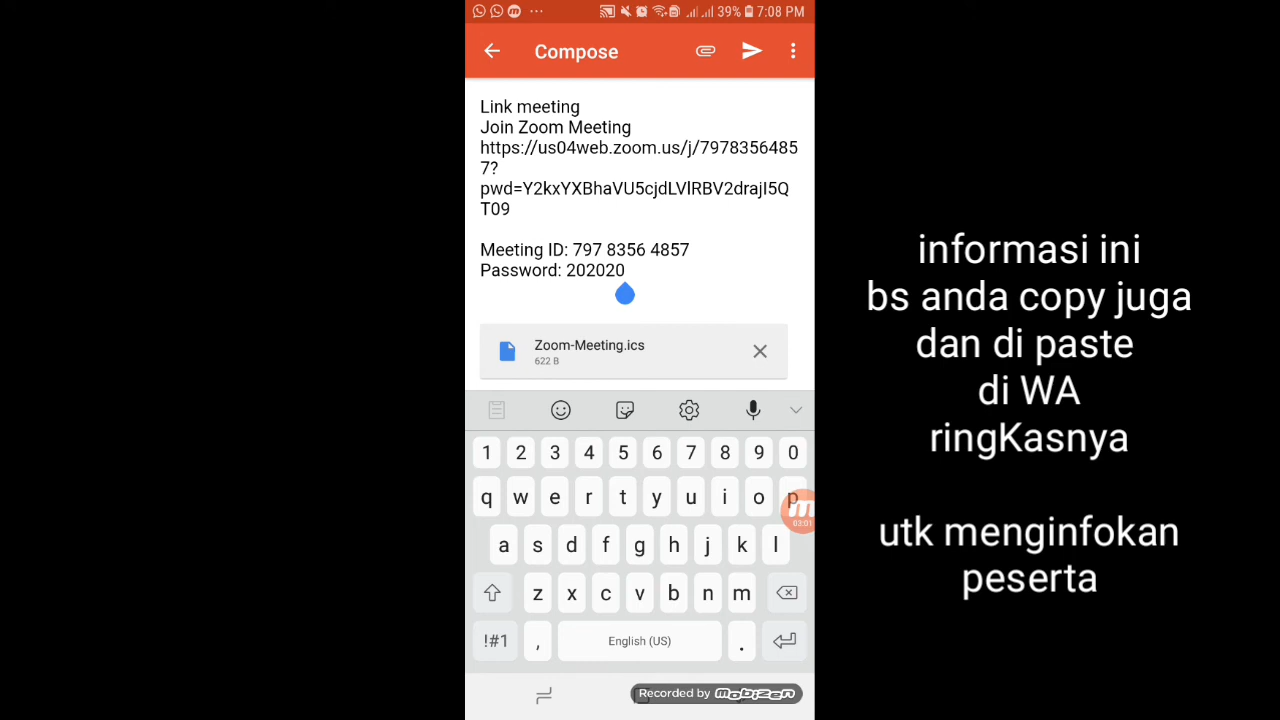 39% 7:08 PM
Compose
Link meeting
Join Zoom Meeting
https://us04web.zoom.us/j/7978356485
7?
pwd=Y2kxYXBhaVU5cjdLVlRBV2drajI5Q
T09
Meeting ID: 797 8356 4857
Password: 202020
Zoom-Meeting.ics
622 B
1 2 3 4 5 6 7 8 9 0
q w e r t y u i o p
a s d f g h j k l
z x c v b n m
!#1 , English (US) .
03:01
Recorded by mobizen
informasi ini
bs anda copy juga
dan di paste
di WA
ringKasnya
utk menginfokan
peserta